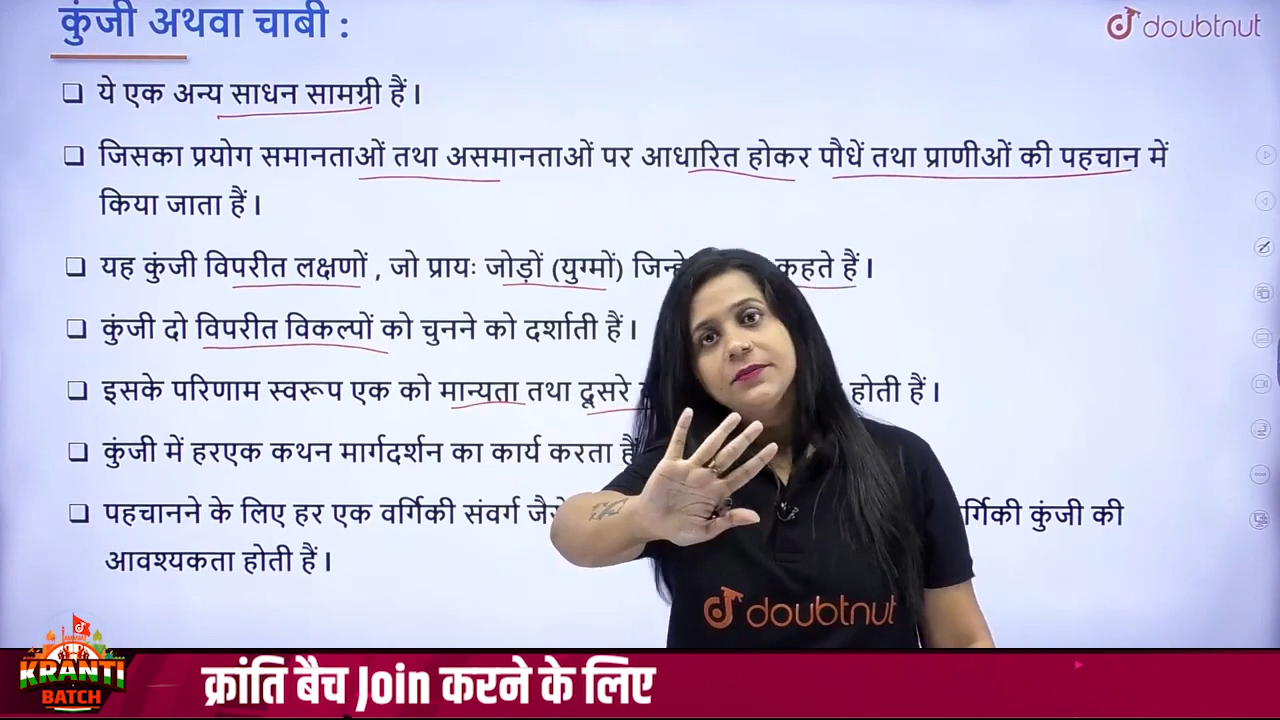 कुंजी अथवा चाबी :
doubtnut
❑ ये एक अन्य साधन सामग्री हैं I
❑ जिसका प्रयोग समानताओं तथा असमानताओं पर आधारित होकर पौधें तथा प्राणीओं की पहचान में
किया जाता हैं I
❑ यह कुंजी विपरीत लक्षणों , जो प्रायः जोड़ों (युग्मों) कहते हैं I
❑ कुंजी दो विपरीत विकल्पों को चुनने को दर्शाती हैं I
❑ इसके परिणाम स्वरूप एक को मान्यता तथा दूसरे होती हैं I
❑ कुंजी में हरएक कथन मार्गदर्शन का कार्य करता हैं
❑ पहचानने के लिए हर एक वर्गिकी संवर्ग कुंजी की
आवश्यकता होती हैं I
doubtnut
KRANTI
BATCH
क्रांति बैच Join करने के लिए